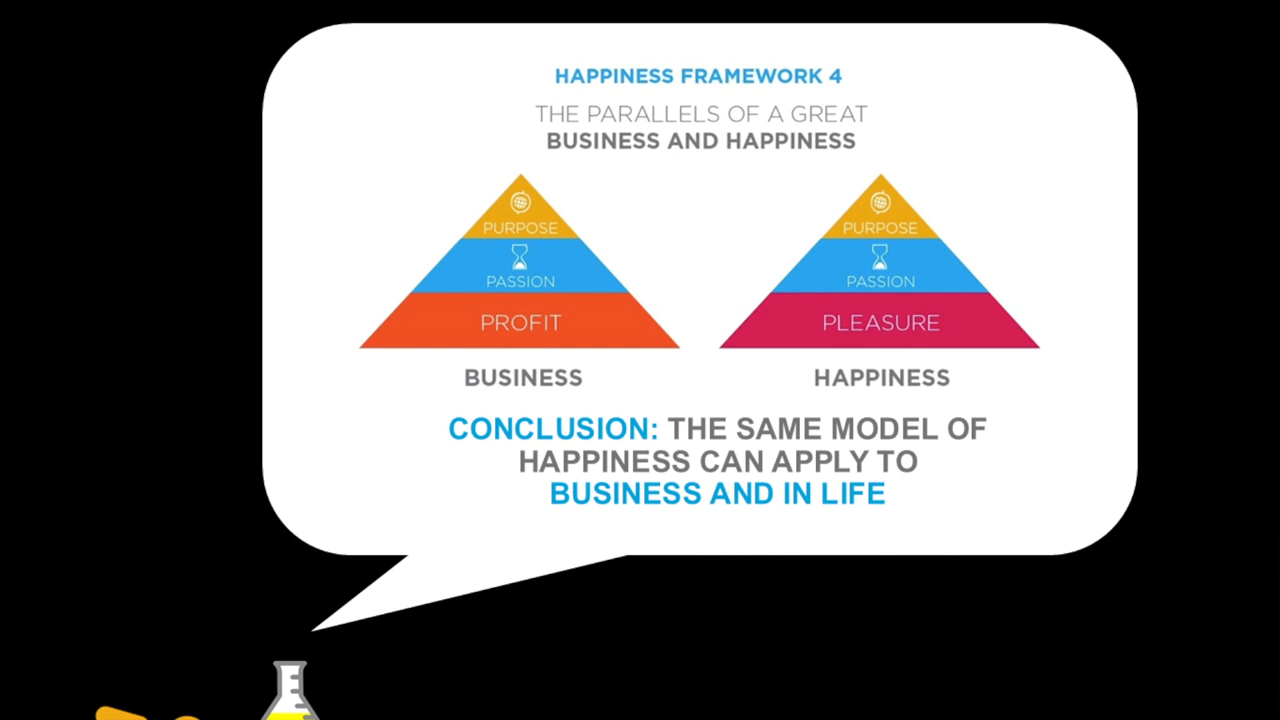 HAPPINESS FRAMEWORK 4
THE PARALLELS OF A GREAT
BUSINESS AND HAPPINESS
PURPOSE
PASSION
PROFIT
BUSINESS
PURPOSE
PASSION
PLEASURE
HAPPINESS
CONCLUSION: THE SAME MODEL OF
HAPPINESS CAN APPLY TO
BUSINESS AND IN LIFE